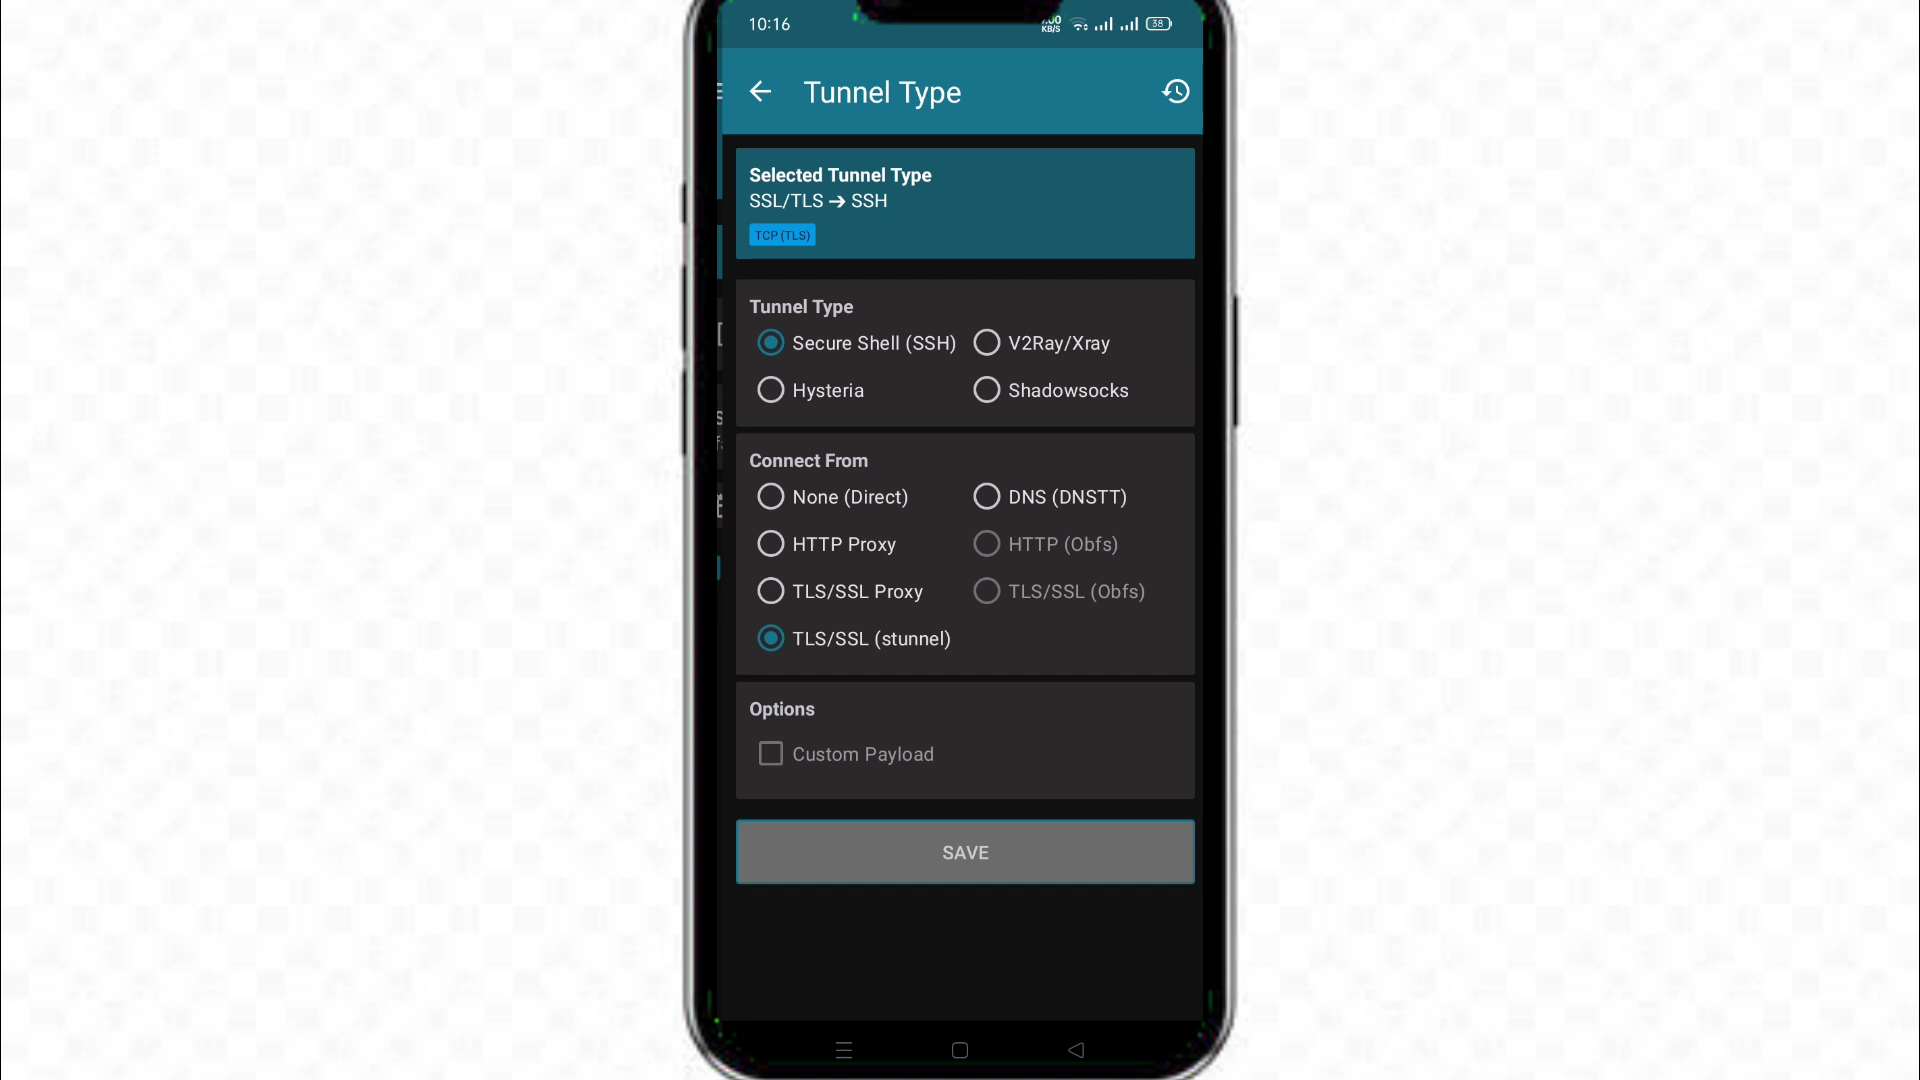 10:16
KB/S
38
Tunnel Type
Selected Tunnel Type
SSL/TLS → SSH
TCP (TLS)
Tunnel Type
Secure Shell (SSH)
V2Ray/Xray
Hysteria
Shadowsocks
Connect From
None (Direct)
DNS (DNSTT)
HTTP Proxy
HTTP (Obfs)
TLS/SSL Proxy
TLS/SSL (Obfs)
TLS/SSL (stunnel)
Options
Custom Payload
SAVE